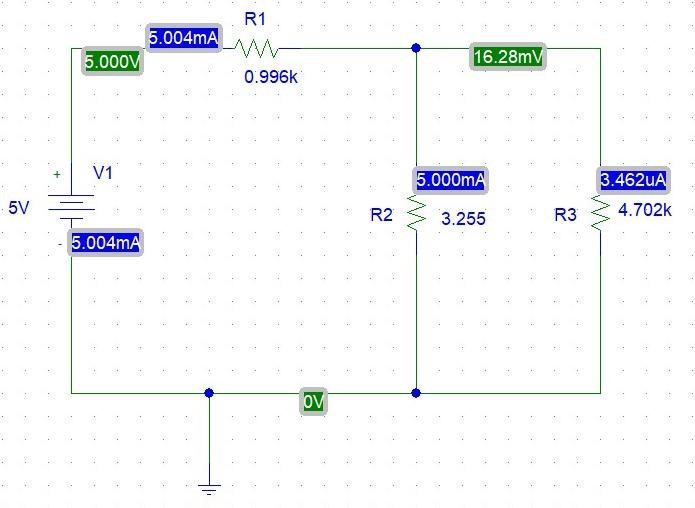 R1
5.004mA
5.000V
0.996k
16.28mV
+
V1
5V
-
5.004mA
5.000mA
R2
3.255
3.462uA
R3
4.702k
0V